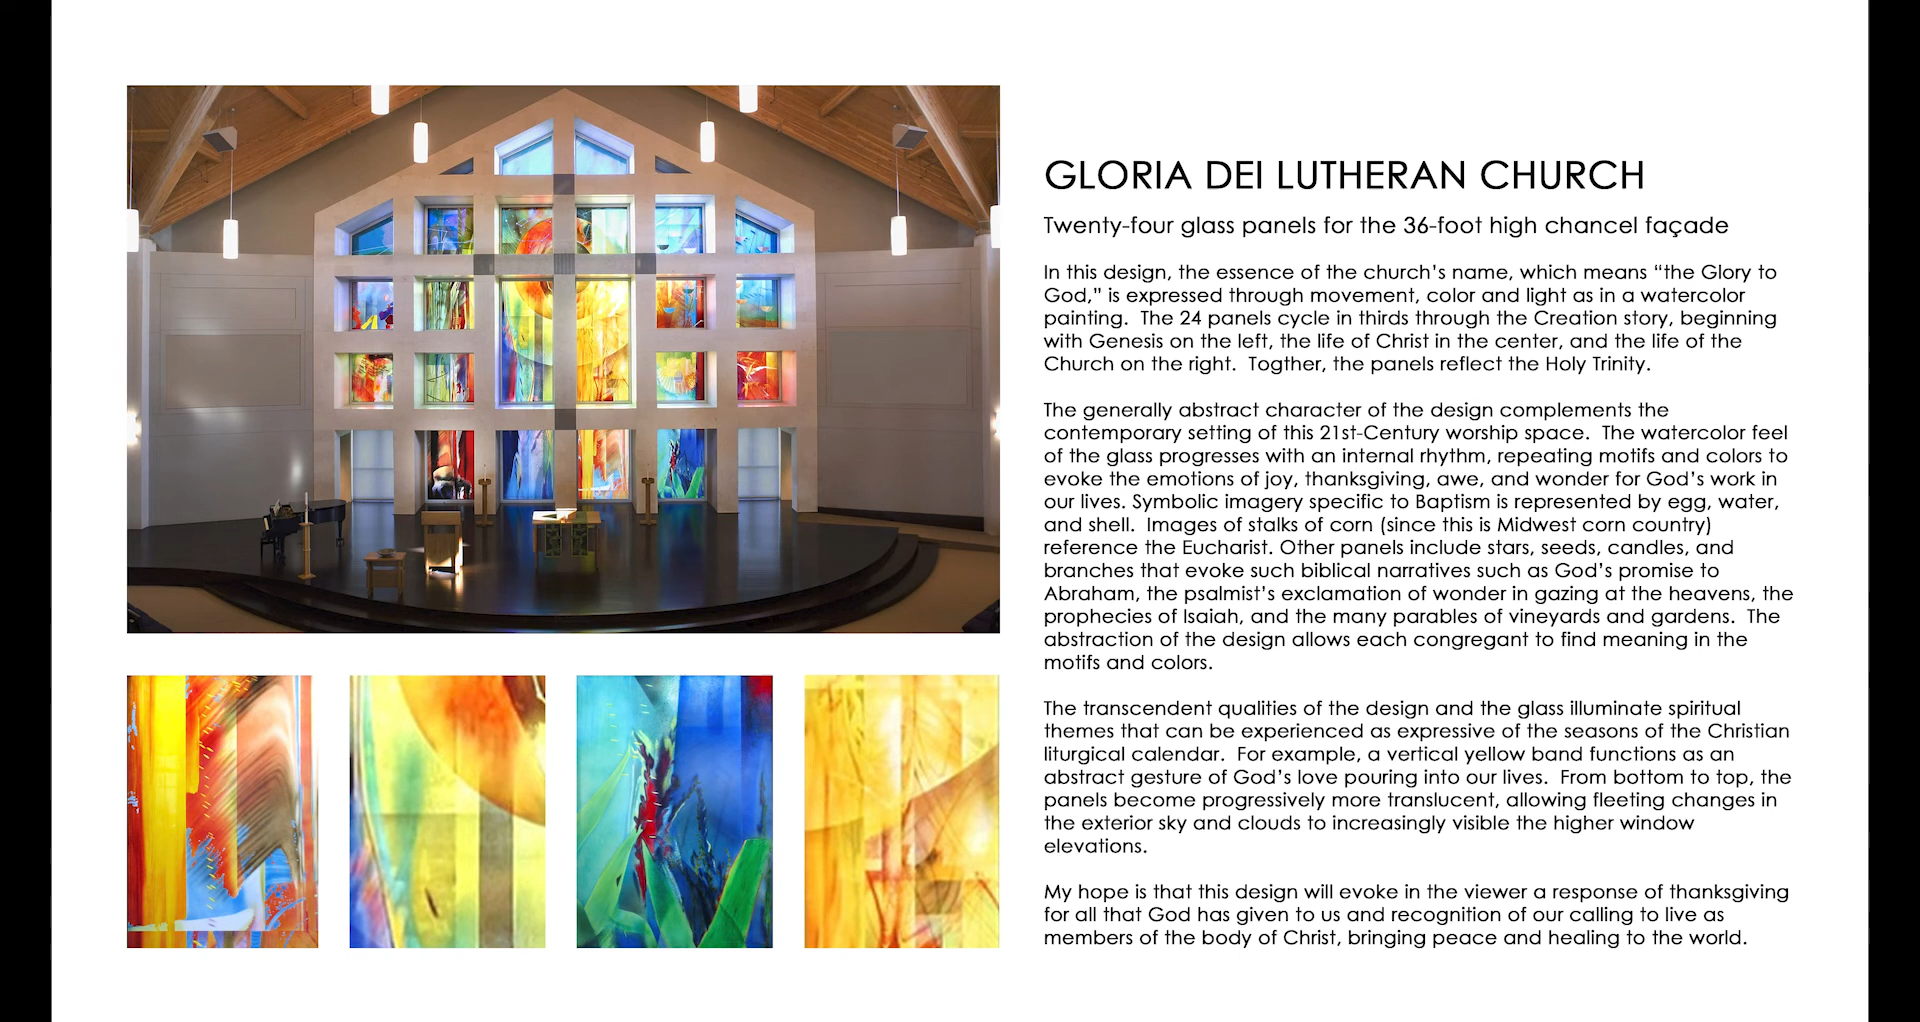 GLORIA DEI LUTHERAN CHURCH
Twenty-four glass panels for the 36-foot high chancel façade
In this design, the essence of the church’s name, which means “the Glory to
God,” is expressed through movement, color and light as in a watercolor
painting.  The 24 panels cycle in thirds through the Creation story, beginning
with Genesis on the left, the life of Christ in the center, and the life of the
Church on the right.  Togther, the panels reflect the Holy Trinity.
The generally abstract character of the design complements the
contemporary setting of this 21st-Century worship space.  The watercolor feel
of the glass progresses with an internal rhythm, repeating motifs and colors to
evoke the emotions of joy, thanksgiving, awe, and wonder for God’s work in
our lives. Symbolic imagery specific to Baptism is represented by egg, water,
and shell.  Images of stalks of corn (since this is Midwest corn country)
reference the Eucharist. Other panels include stars, seeds, candles, and
branches that evoke such biblical narratives such as God’s promise to
Abraham, the psalmist’s exclamation of wonder in gazing at the heavens, the
prophecies of Isaiah, and the many parables of vineyards and gardens.  The
abstraction of the design allows each congregant to find meaning in the
motifs and colors.
The transcendent qualities of the design and the glass illuminate spiritual
themes that can be experienced as expressive of the seasons of the Christian
liturgical calendar.  For example, a vertical yellow band functions as an
abstract gesture of God’s love pouring into our lives.  From bottom to top, the
panels become progressively more translucent, allowing fleeting changes in
the exterior sky and clouds to increasingly visible the higher window
elevations.
My hope is that this design will evoke in the viewer a response of thanksgiving
for all that God has given to us and recognition of our calling to live as
members of the body of Christ, bringing peace and healing to the world.